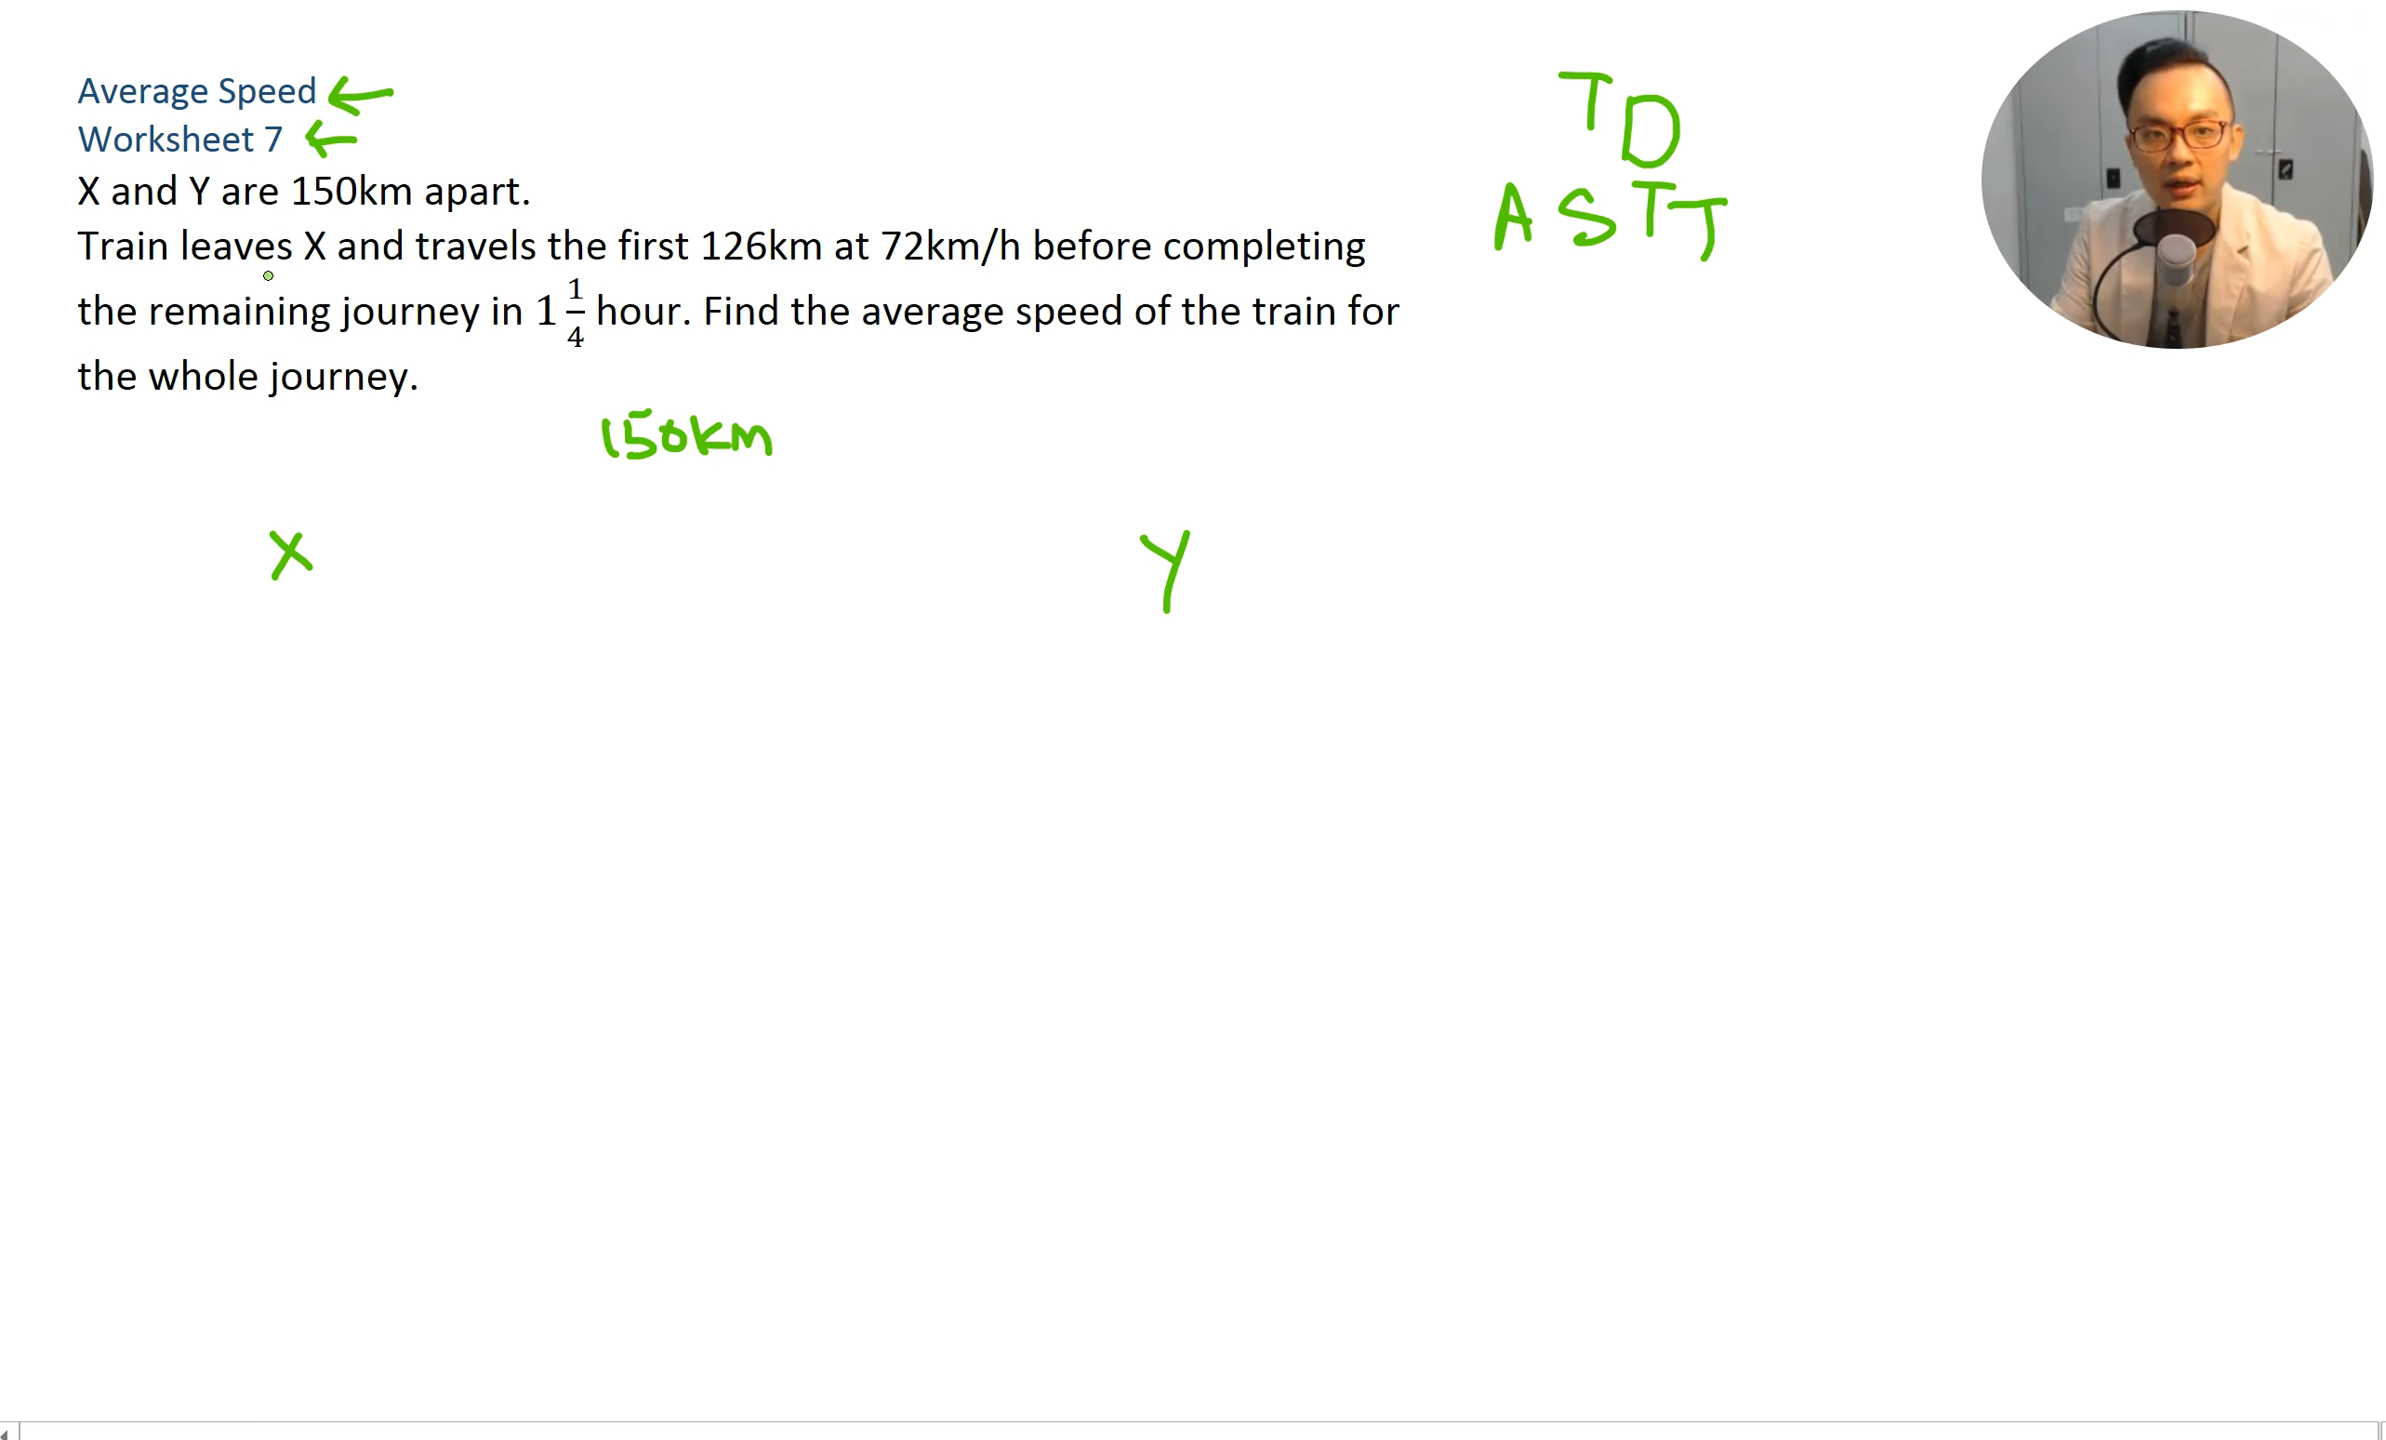 Average Speed
Worksheet 7
X and Y are 150km apart.
Train leaves X and travels the first 126km at 72km/h before completing
the remaining journey in 1 1/4 hour. Find the average speed of the train for
the whole journey.
T D
A S T T
150km
X Y